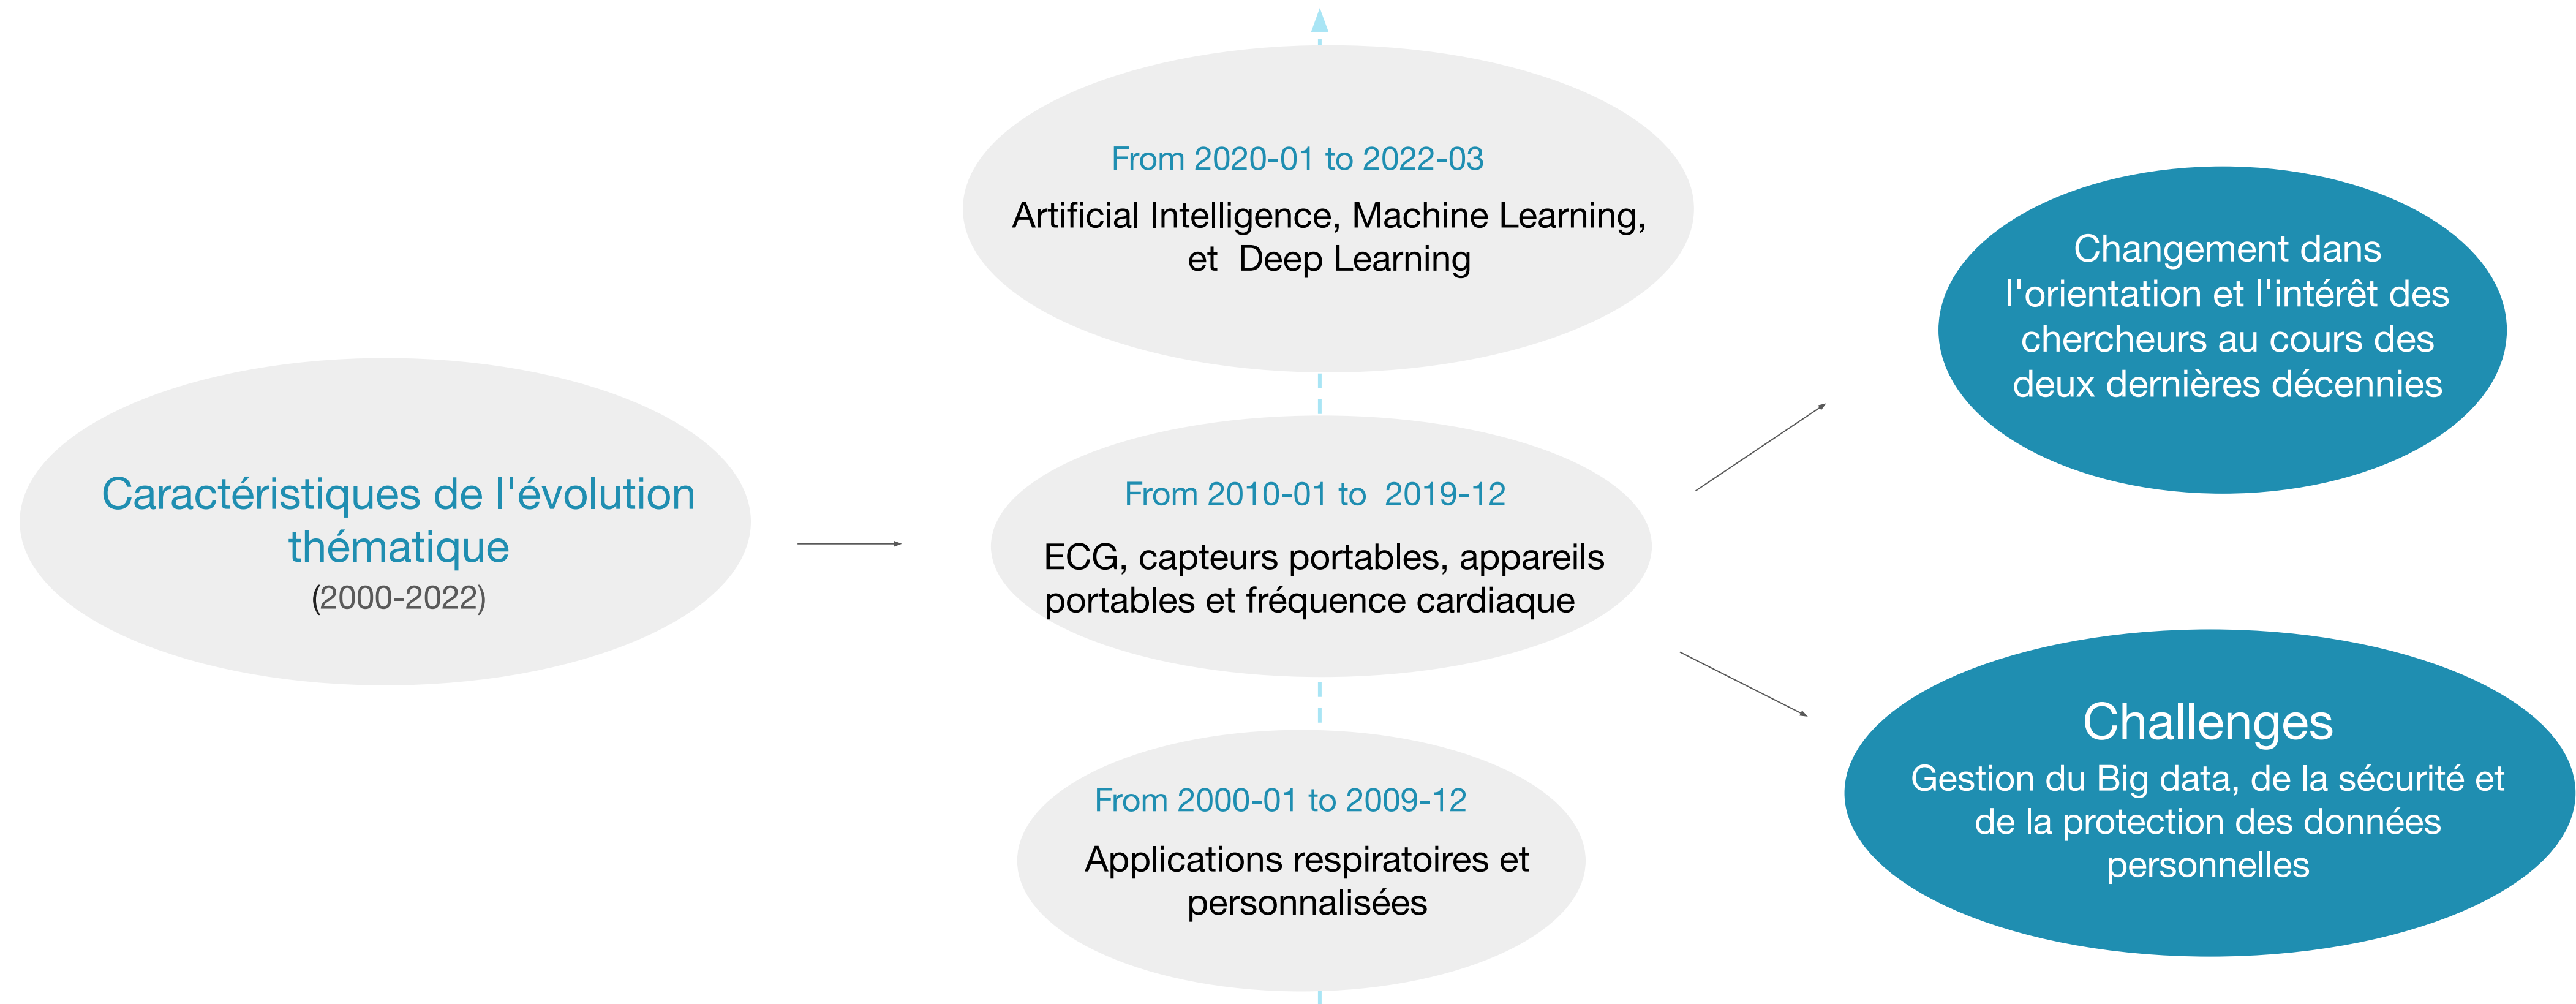 Caractéristiques de l'évolution
thématique
(2000-2022)
From 2020-01 to 2022-03
Artificial Intelligence, Machine Learning,
et Deep Learning
From 2010-01 to 2019-12
ECG, capteurs portables, appareils
portables et fréquence cardiaque
From 2000-01 to 2009-12
Applications respiratoires et
personnalisées
Changement dans
l'orientation et l'intérêt des
chercheurs au cours des
deux dernières décennies
Challenges
Gestion du Big data, de la sécurité et
de la protection des données
personnelles